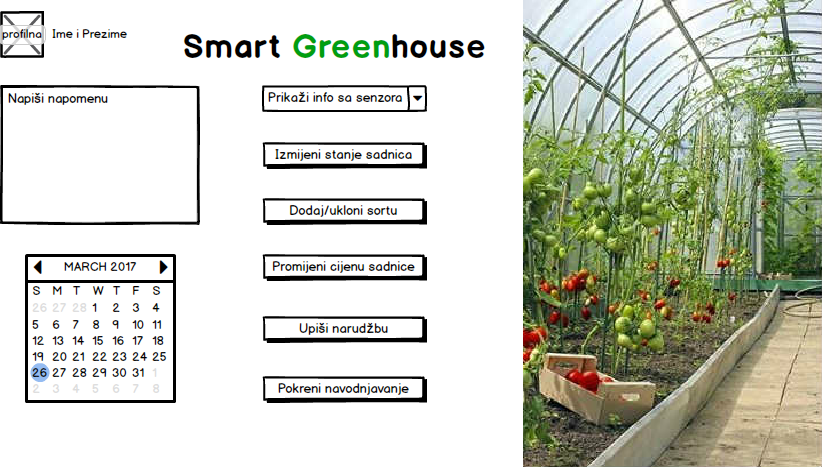 profilna
Ime i Prezime
Smart Greenhouse
Napiši napomenu
Prikaži info sa senzora
Izmijeni stanje sadnica
Dodaj/ukloni sortu
Promijeni cijenu sadnice
Upiši narudžbu
Pokreni navodnjavanje
MARCH 2017
S M T W T F S
26 27 28 1 2 3 4
5 6 7 8 9 10 11
12 13 14 15 16 17 18
19 20 21 22 23 24 25
26 27 28 29 30 31 1
2 3 4 5 6 7 8